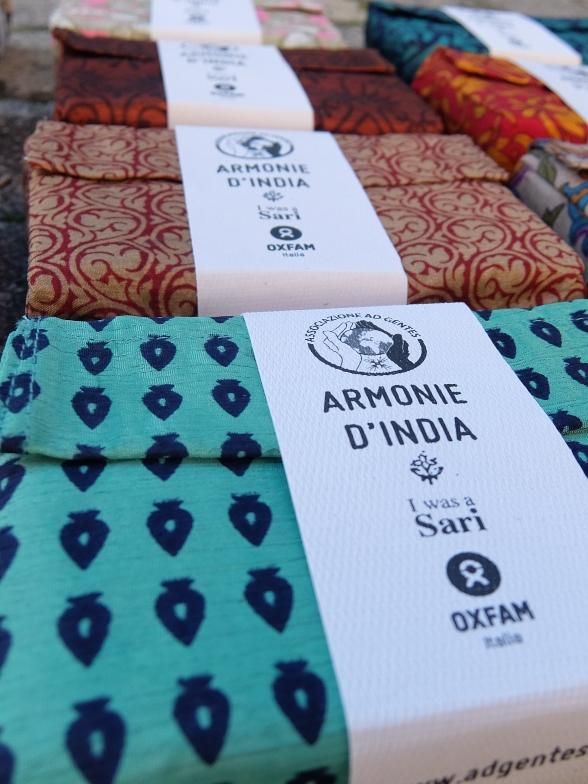 ARMONIE
D'INDIA
I was a
Sari
OXFAM
Italia
ASSOCIAZIONE AD GENTES
ARMONIE
D'INDIA
I was a
Sari
OXFAM
Italia
www.adgentes